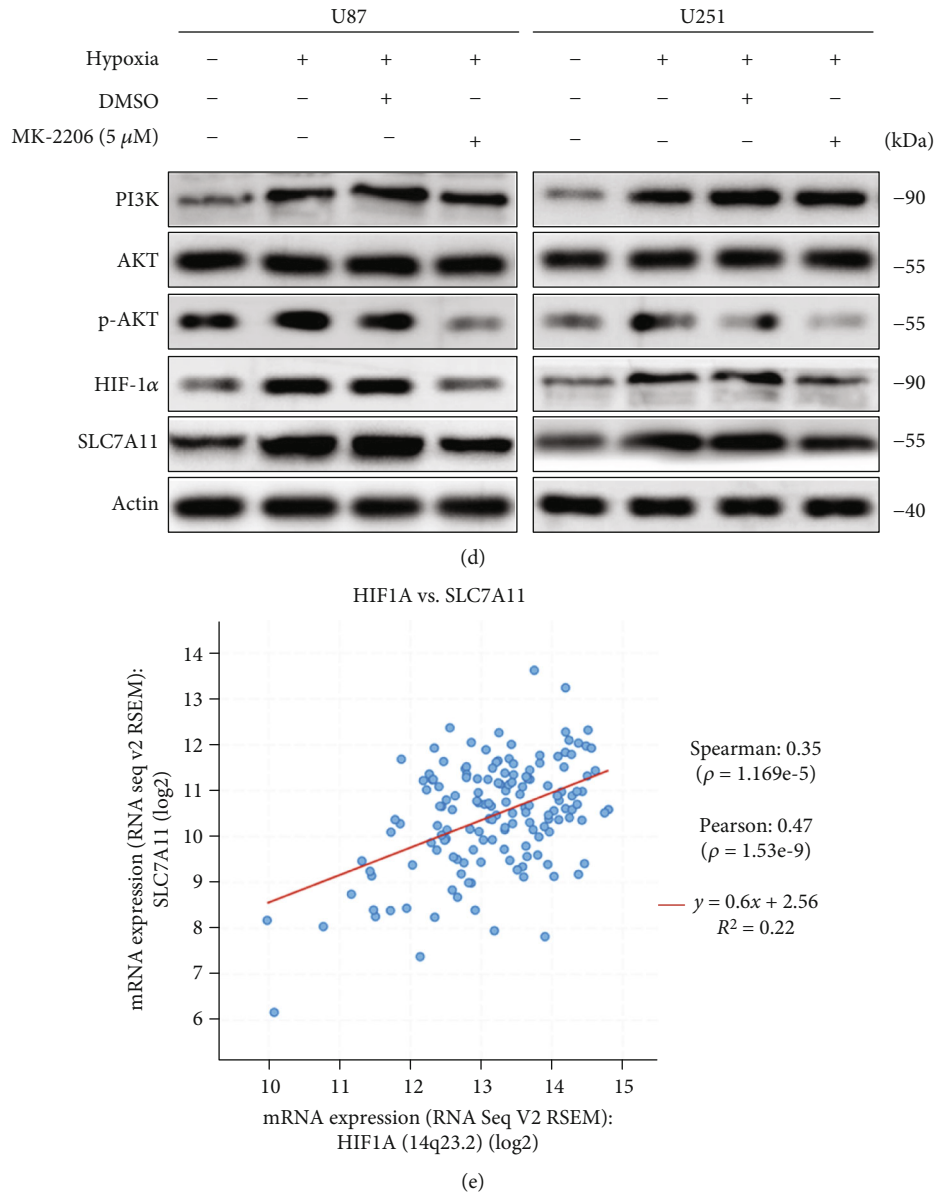 U87 U251
Hypoxia − + + + − + + +
DMSO − − + − − − + −
MK-2206 (5 μM) − − − + − − − + (kDa)
PI3K −90
AKT −55
p-AKT −55
HIF-1α −90
SLC7A11 −55
Actin −40
(d)
HIF1A vs. SLC7A11
mRNA expression (RNA seq v2 RSEM):
SLC7A11 (log2)
14
13
12
11
10
9
8
7
6
10 11 12 13 14 15
mRNA expression (RNA Seq V2 RSEM):
HIF1A (14q23.2) (log2)
Spearman: 0.35
(ρ = 1.169e-5)
Pearson: 0.47
(ρ = 1.53e-9)
y = 0.6x + 2.56
R² = 0.22
(e)